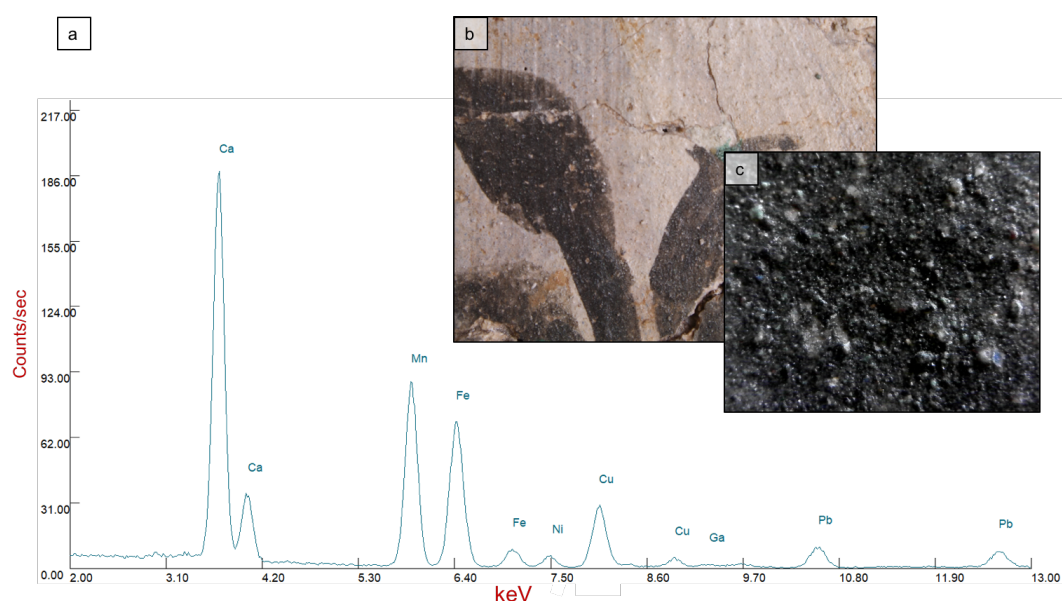 a
b
c
217.00
186.00
155.00
124.00
93.00
62.00
31.00
0.00
Counts/sec
Ca
Ca
Mn
Fe
Fe
Ni
Cu
Cu
Ga
Pb
Pb
2.00 3.10 4.20 5.30 6.40 7.50 8.60 9.70 10.80 11.90 13.00
keV